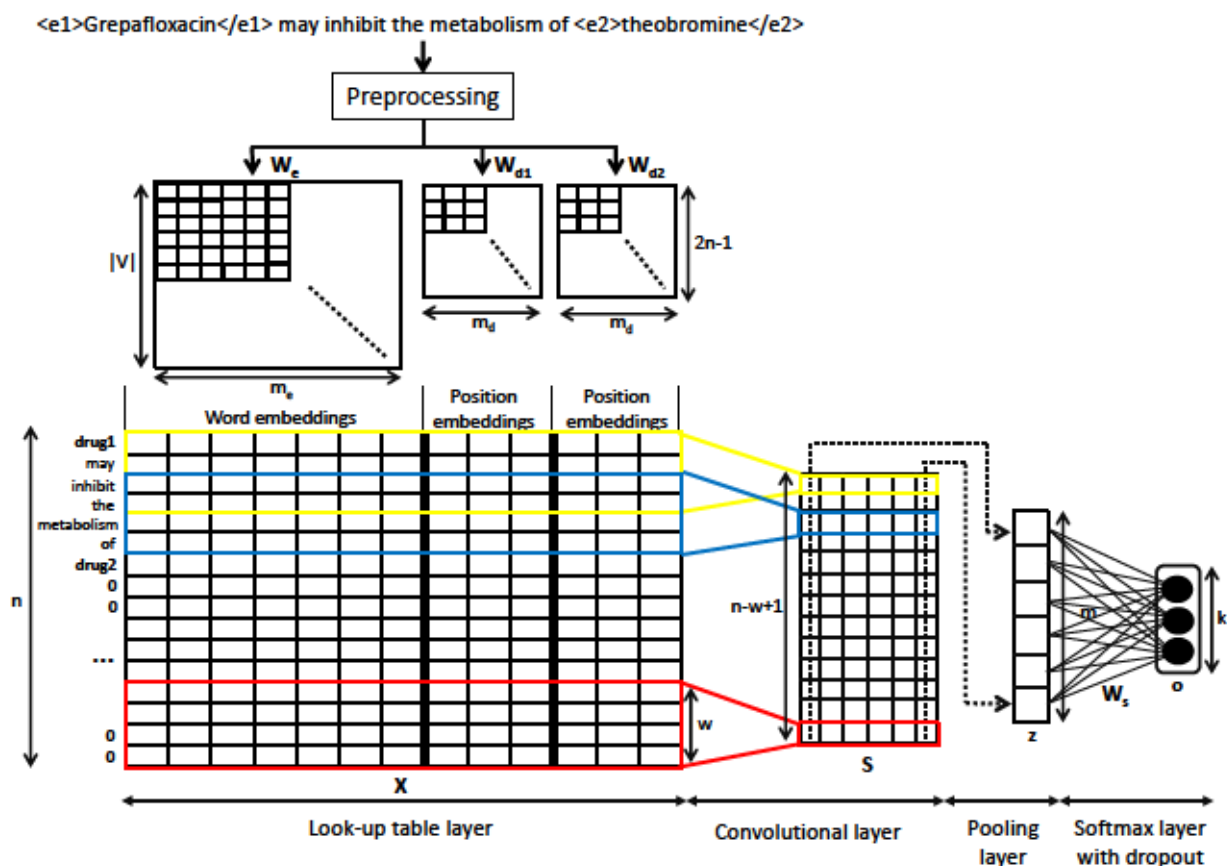 <e1>Grepafloxacin</e1> may inhibit the metabolism of <e2>theobromine</e2>
Preprocessing
We
Wd1
Wd2
|V|
2n-1
me
md
md
Word embeddings
Position embeddings
Position embeddings
drug1
may
inhibit
the
metabolism
of
drug2
0
0
...
0
0
n
w
X
n-w+1
S
m
z
Ws
k
o
Look-up table layer
Convolutional layer
Pooling layer
Softmax layer with dropout